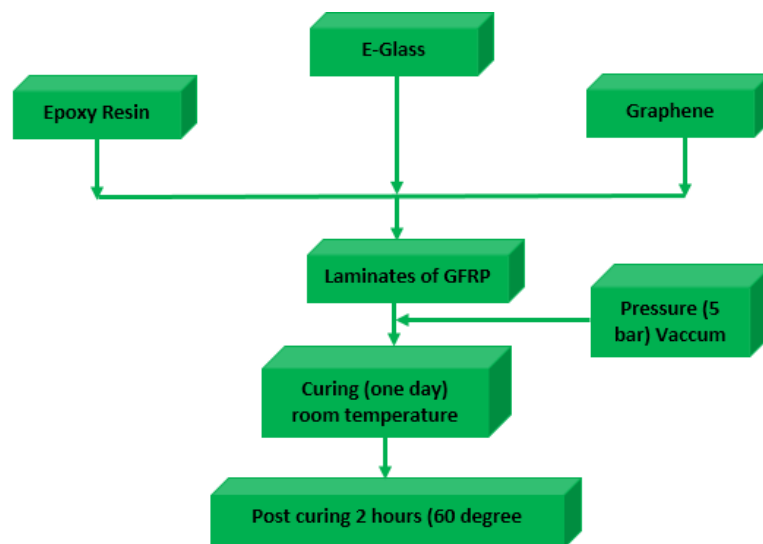 E-Glass
Epoxy Resin
Graphene
Laminates of GFRP
Pressure (5
bar) Vaccum
Curing (one day)
room temperature
Post curing 2 hours (60 degree